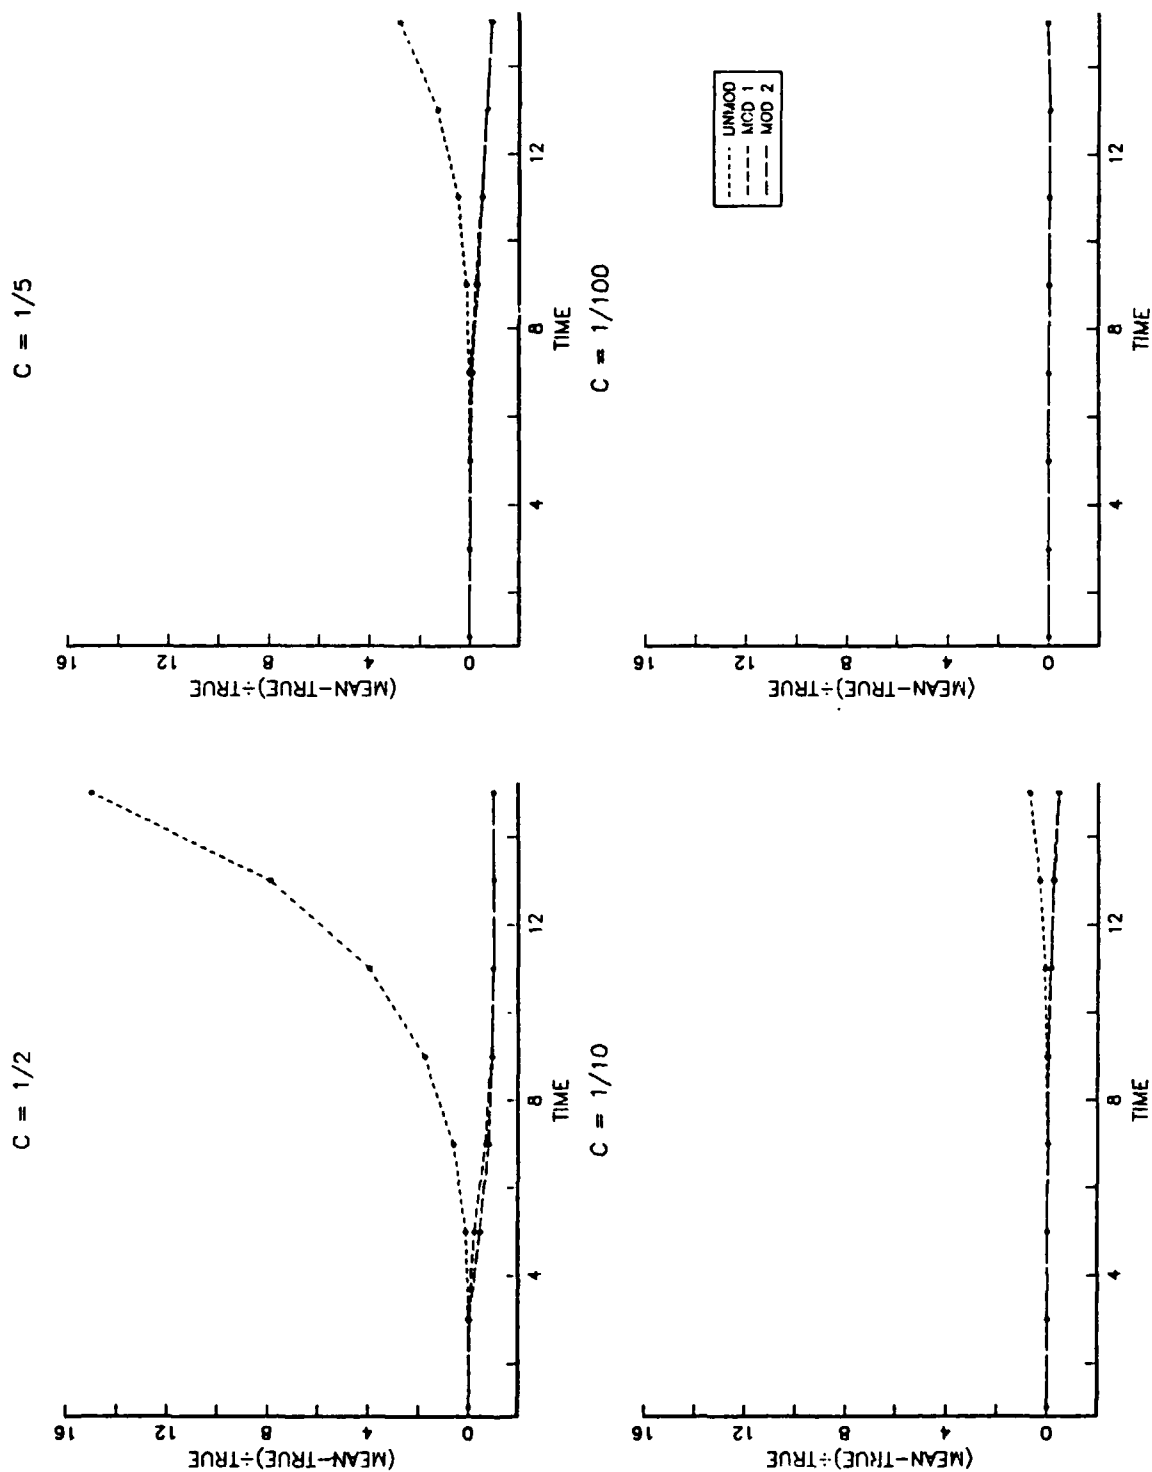 C = 1/2
16
12
8
4
0
(MEAN−TRUE)÷TRUE
4
8
12
TIME
C = 1/5
16
12
8
4
0
(MEAN−TRUE)÷TRUE
4
8
12
TIME
C = 1/10
16
12
8
4
0
(MEAN−TRUE)÷TRUE
4
8
12
TIME
C = 1/100
16
12
8
4
0
(MEAN−TRUE)÷TRUE
4
8
12
TIME
UNMOD
MOD 1
MOD 2